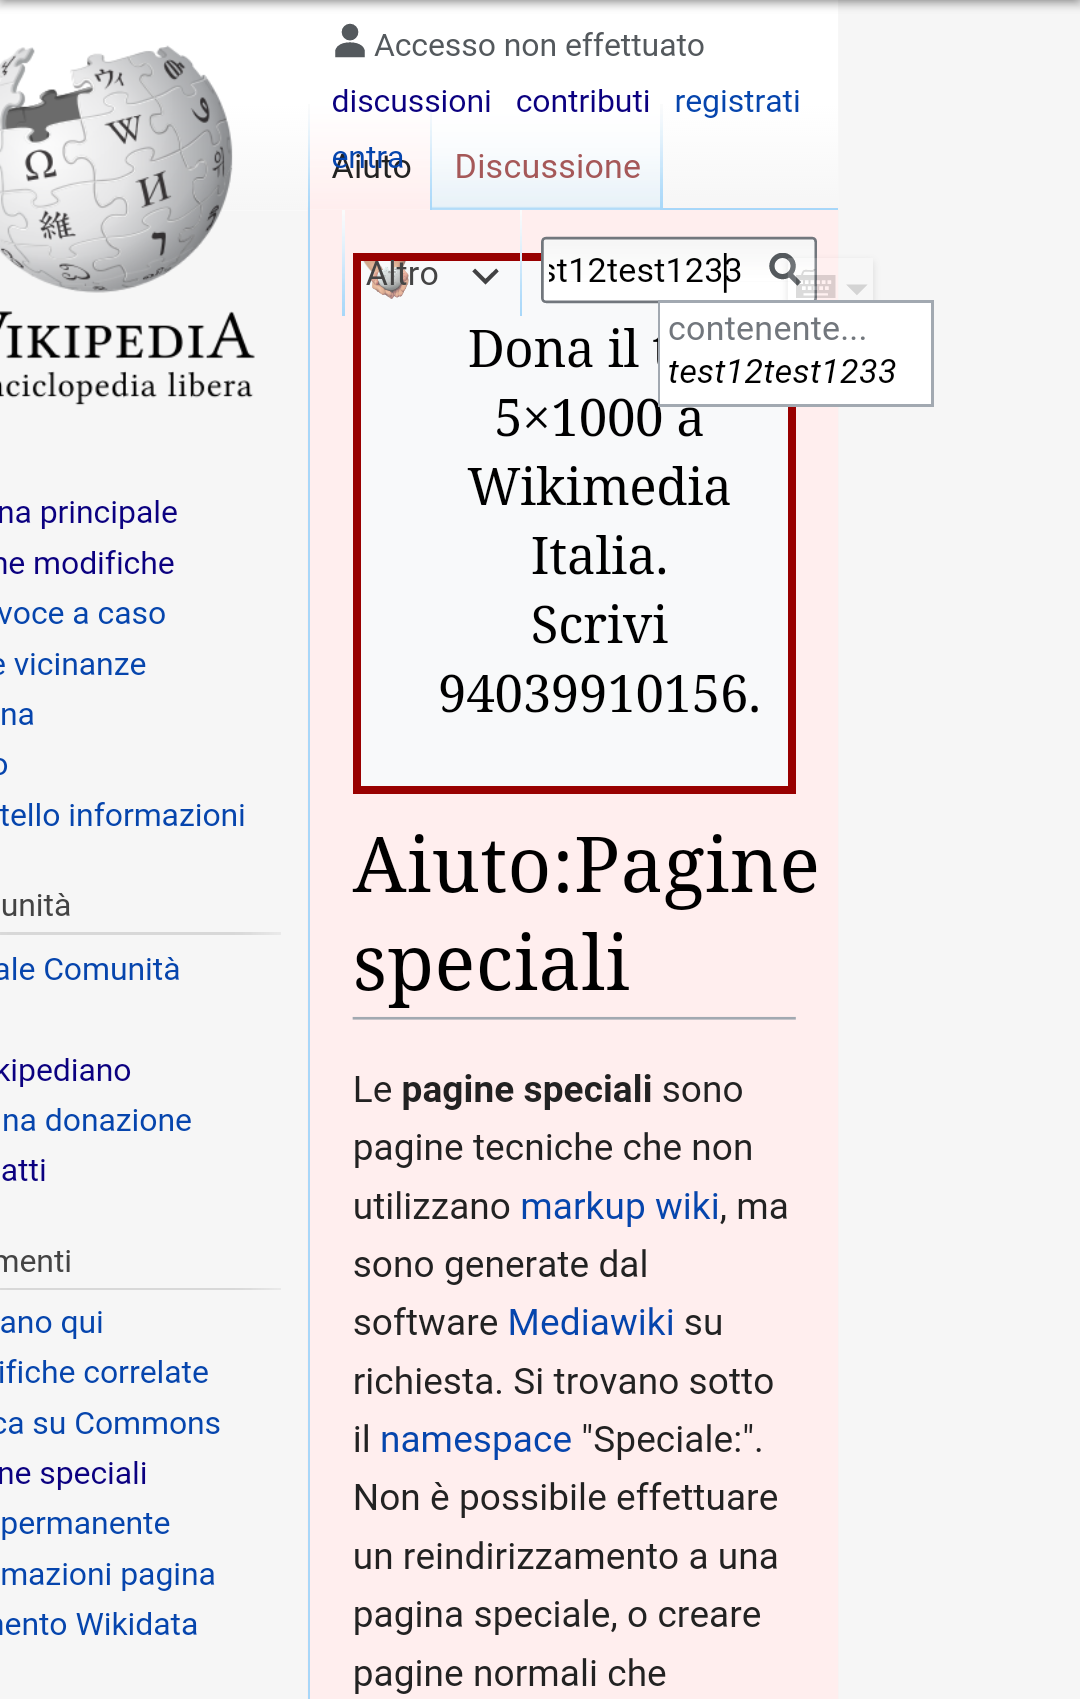 Accesso non effettuato
discussioni contributi registrati
entra
Aiuto Discussione
Altro
st12test1233
contenente...
test12test1233
WIKIPEDIA
nciclopedia libera
Dona il
5×1000 a
Wikimedia
Italia.
Scrivi
94039910156.
na principale
ne modifiche
voce a caso
e vicinanze
na
o
tello informazioni
unità
ale Comunità
kipediano
na donazione
atti
menti
ano qui
ifiche correlate
ca su Commons
ne speciali
permanente
mazioni pagina
ento Wikidata
Aiuto:Pagine
speciali
Le pagine speciali sono
pagine tecniche che non
utilizzano markup wiki, ma
sono generate dal
software Mediawiki su
richiesta. Si trovano sotto
il namespace "Speciale:".
Non è possibile effettuare
un reindirizzamento a una
pagina speciale, o creare
pagine normali che